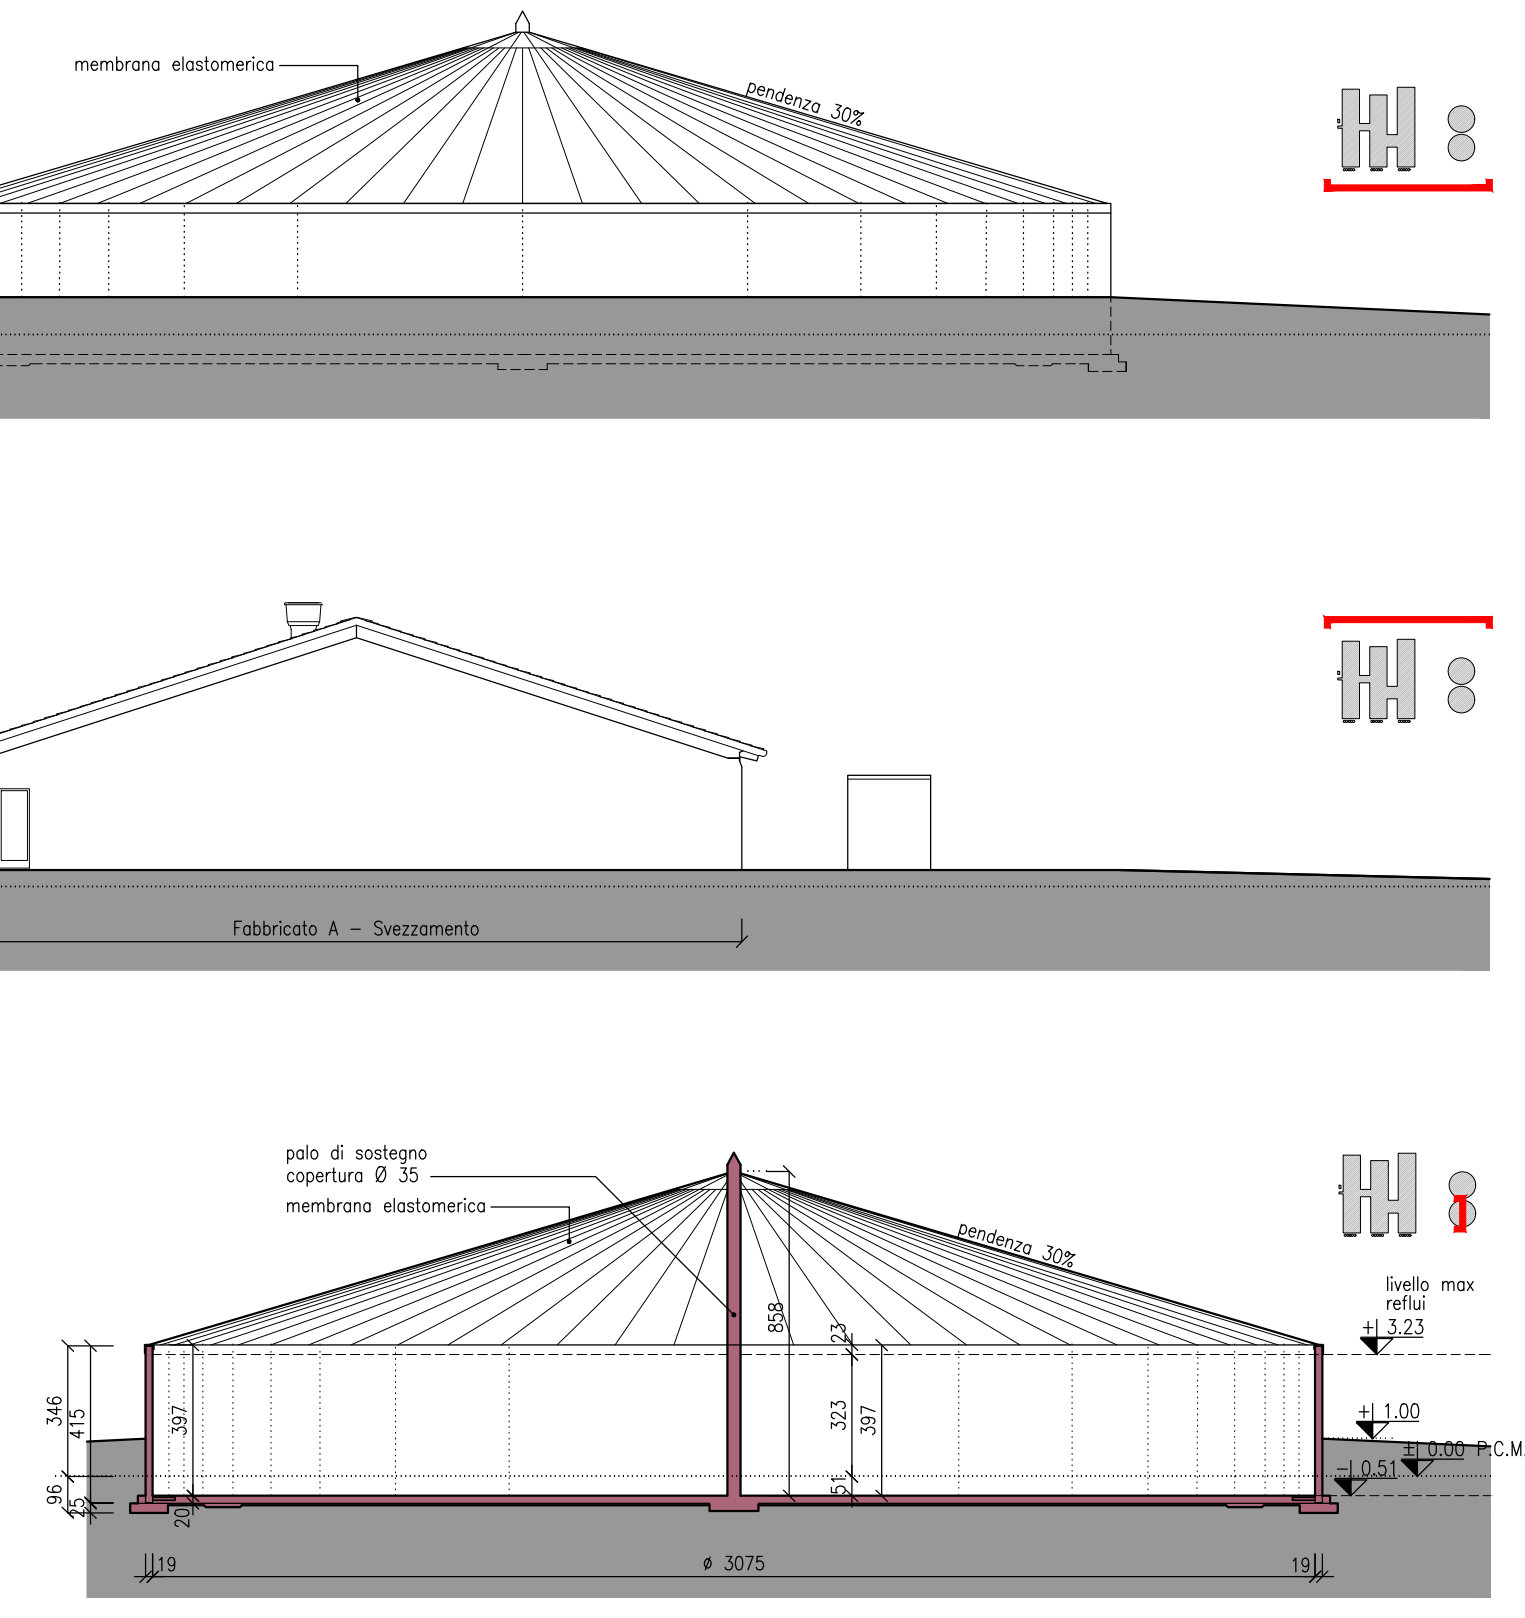 membrana elastomerica
pendenza 30%
Fabbricato A – Svezzamento
palo di sostegno
copertura Ø 35
membrana elastomerica
pendenza 30%
livello max
reflui
+ 3.23
858
23
346
415
397
323
397
+ 1.00
± 0.00 P.C.M.
- 0.51
96
25
20
51
19
ø 3075
19